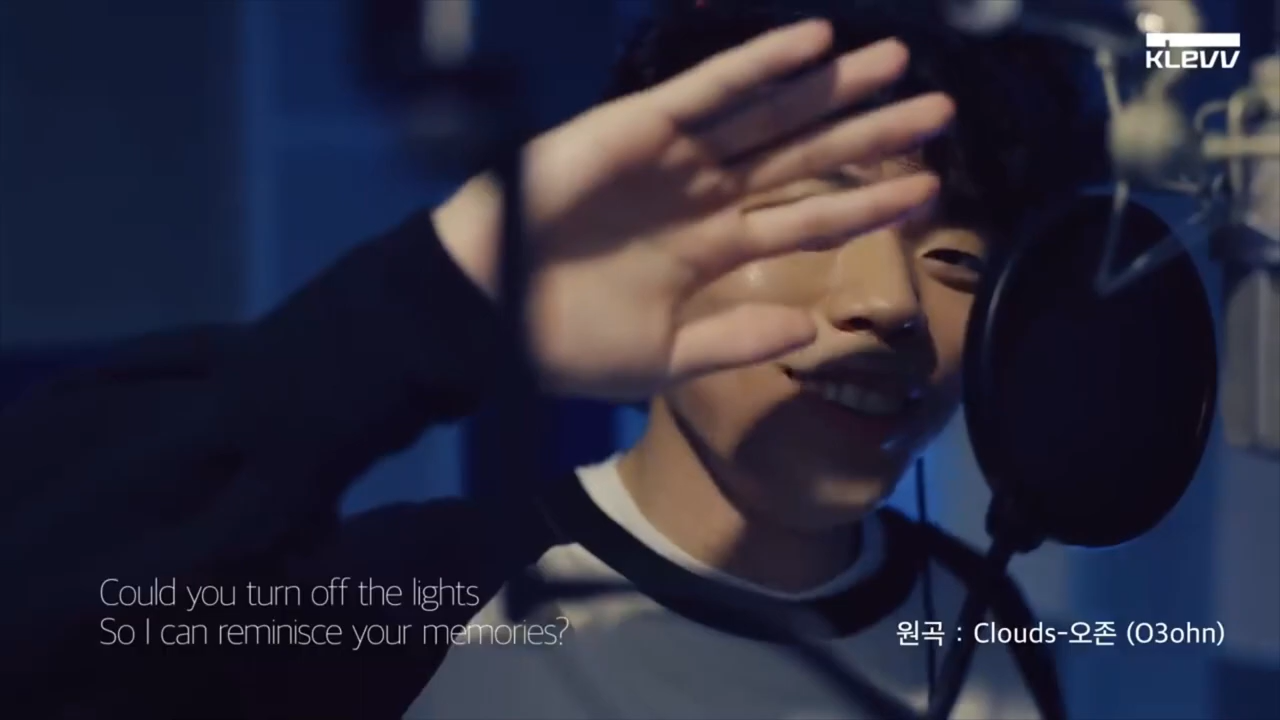 KLEVV
Could you turn off the lights
So I can reminisce your memories?
원곡 : Clouds-오존 (O3ohn)